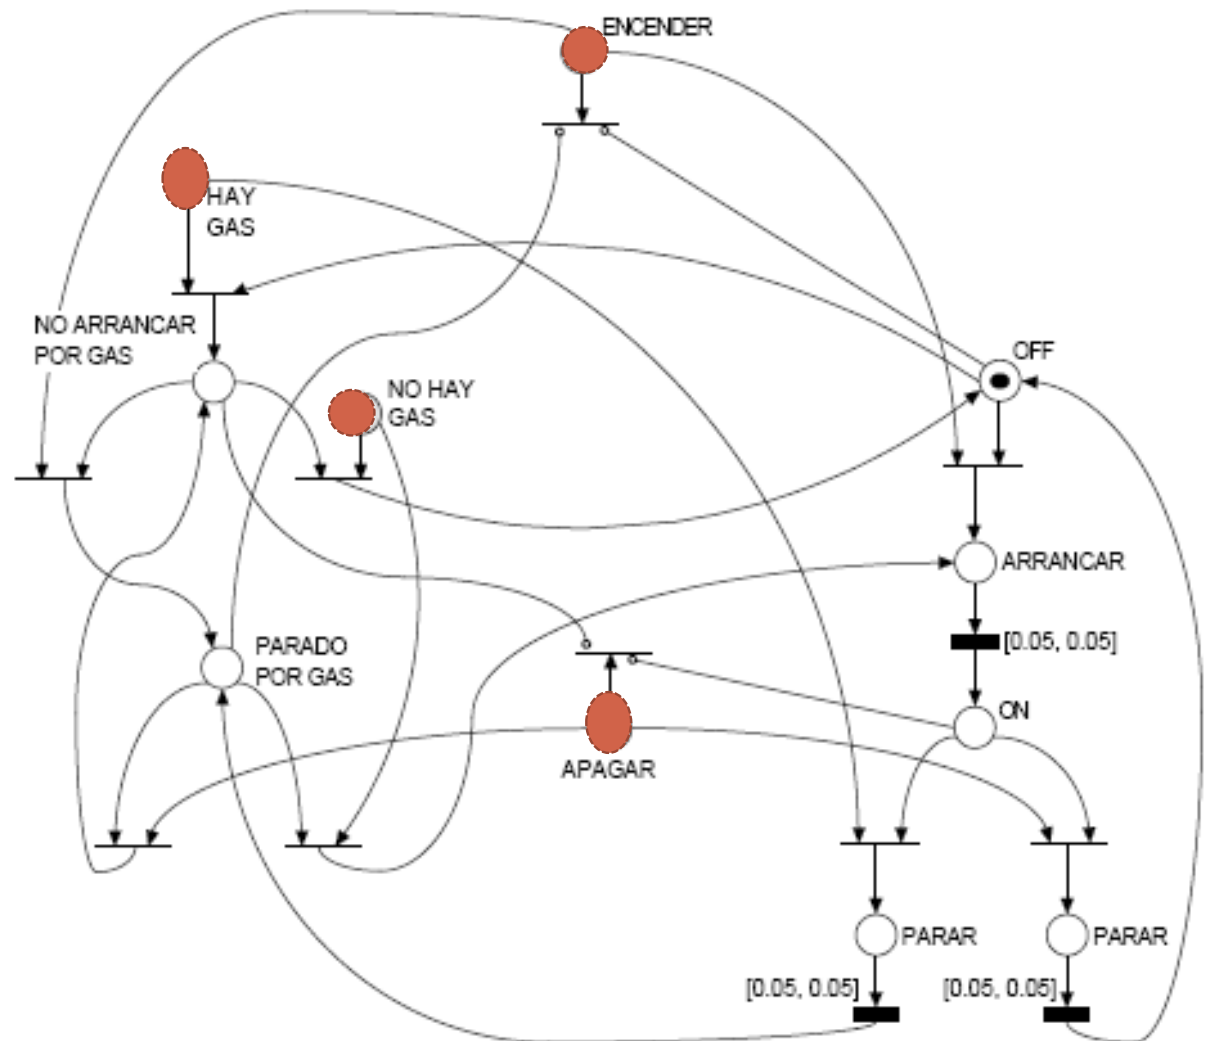 ENCENDER
HAY
GAS
NO ARRANCAR
POR GAS
OFF
NO HAY
GAS
ARRANCAR
[0.05, 0.05]
PARADO
POR GAS
ON
APAGAR
PARAR
PARAR
[0.05, 0.05]
[0.05, 0.05]